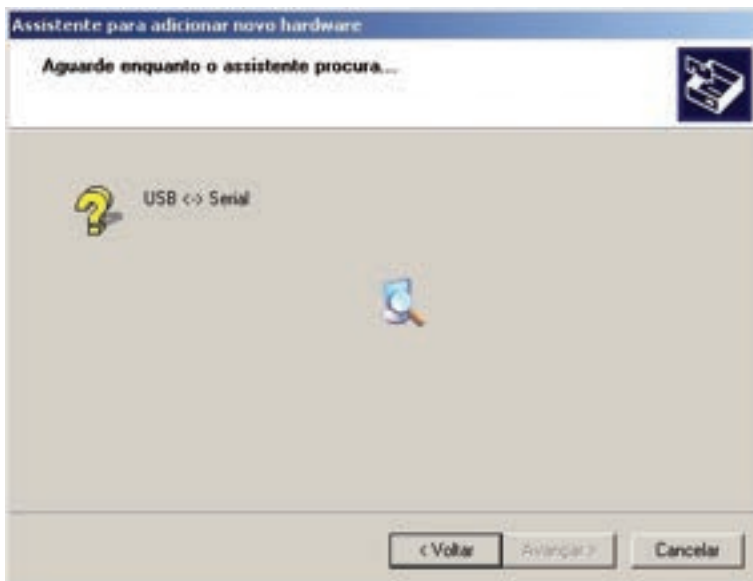 Assistente para adicionar novo hardware
Aguarde enquanto o assistente procura...
USB <-> Serial
< Voltar
Avançar >
Cancelar